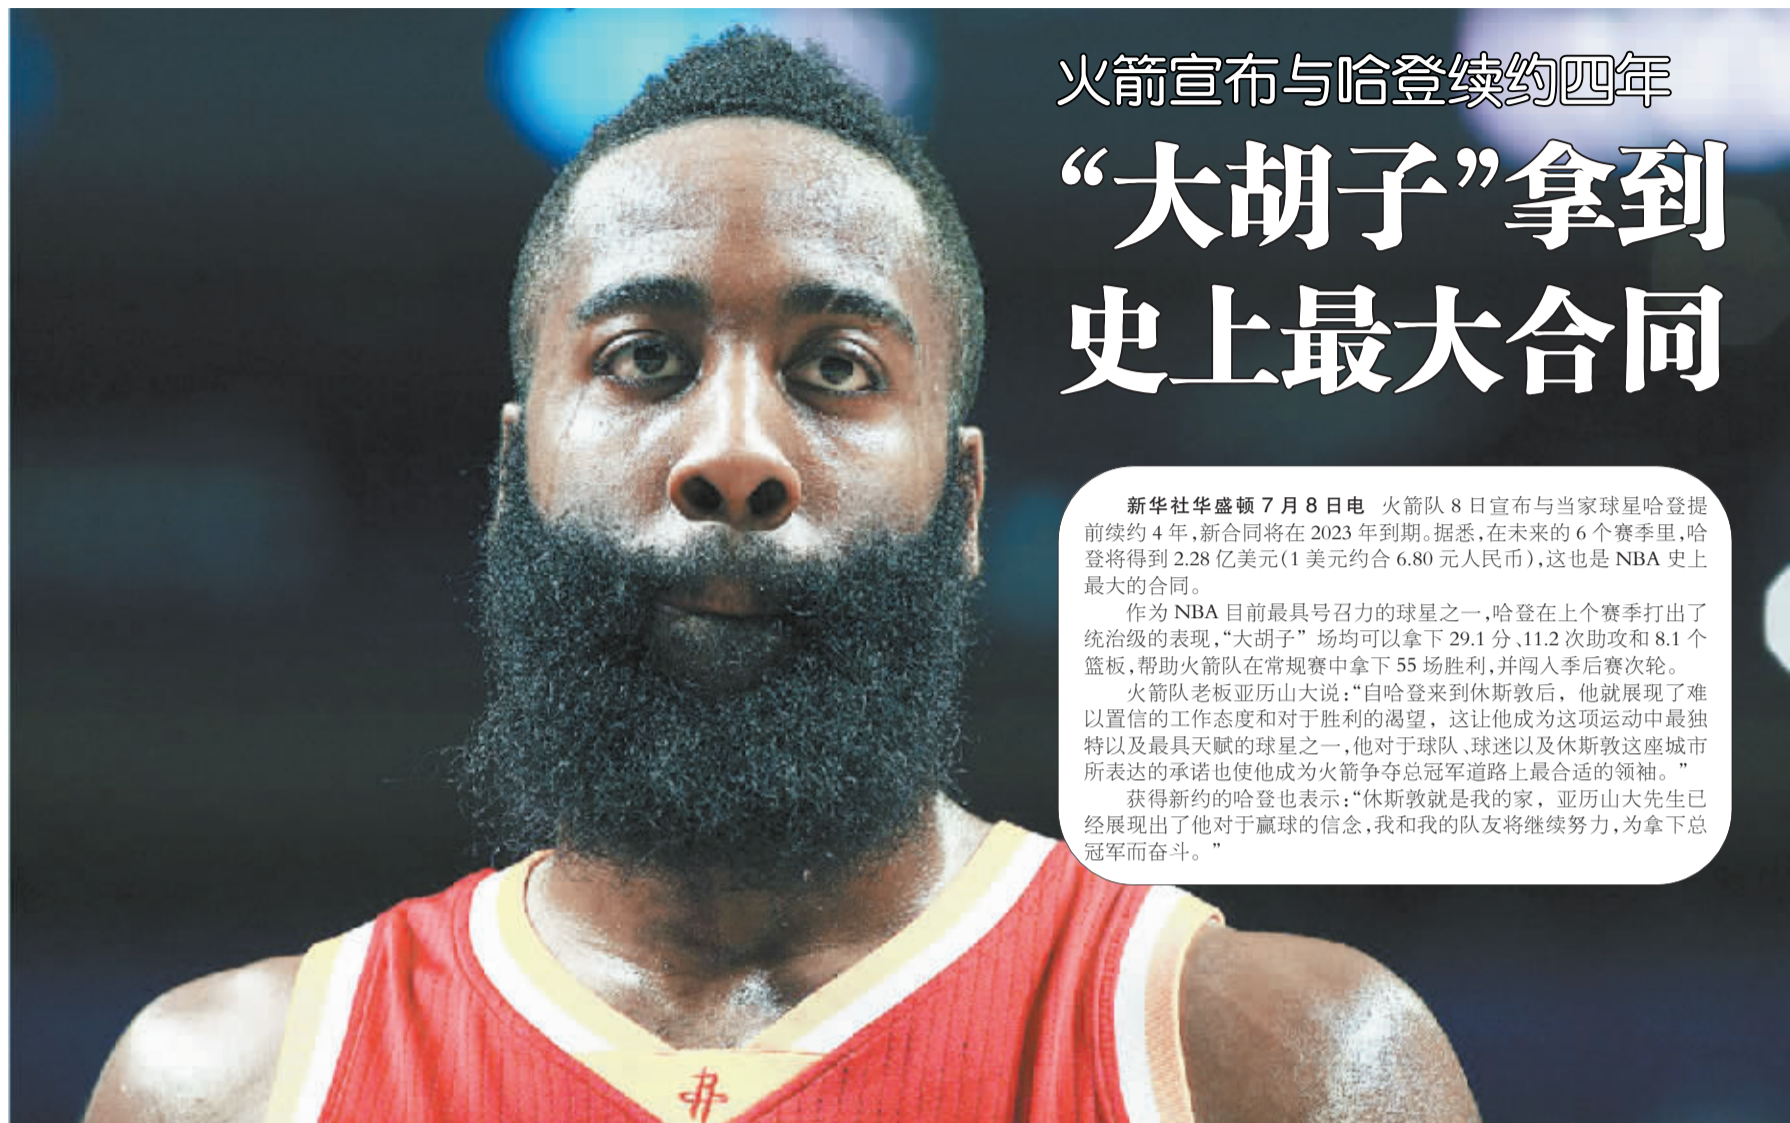 火箭宣布与哈登续约四年
“大胡子”拿到
史上最大合同
新华社华盛顿7月8日电 火箭队8日宣布与当家球星哈登提
前续约4年,新合同将在2023年到期。据悉,在未来的6个赛季里,哈
登将得到2.28亿美元(1美元约合6.80元人民币),这也是NBA史上
最大的合同。
作为NBA目前最具号召力的球星之一,哈登在上个赛季打出了
统治级的表现,“大胡子”场均可以拿下29.1分、11.2次助攻和8.1个
篮板,帮助火箭队在常规赛中拿下55场胜利,并闯入季后赛次轮。
火箭队老板亚历山大说:“自哈登来到休斯敦后,他就展现了难
以置信的工作态度和对于胜利的渴望,这让他成为这项运动中最独
特以及最具天赋的球星之一,他对于球队、球迷以及休斯敦这座城市
所表达的承诺也使他成为火箭争夺总冠军道路上最合适的领袖。”
获得新约的哈登也表示:“休斯敦就是我的家,亚历山大先生已
经展现出了他对于赢球的信念,我和我的队友将继续努力,为拿下总
冠军而奋斗。”